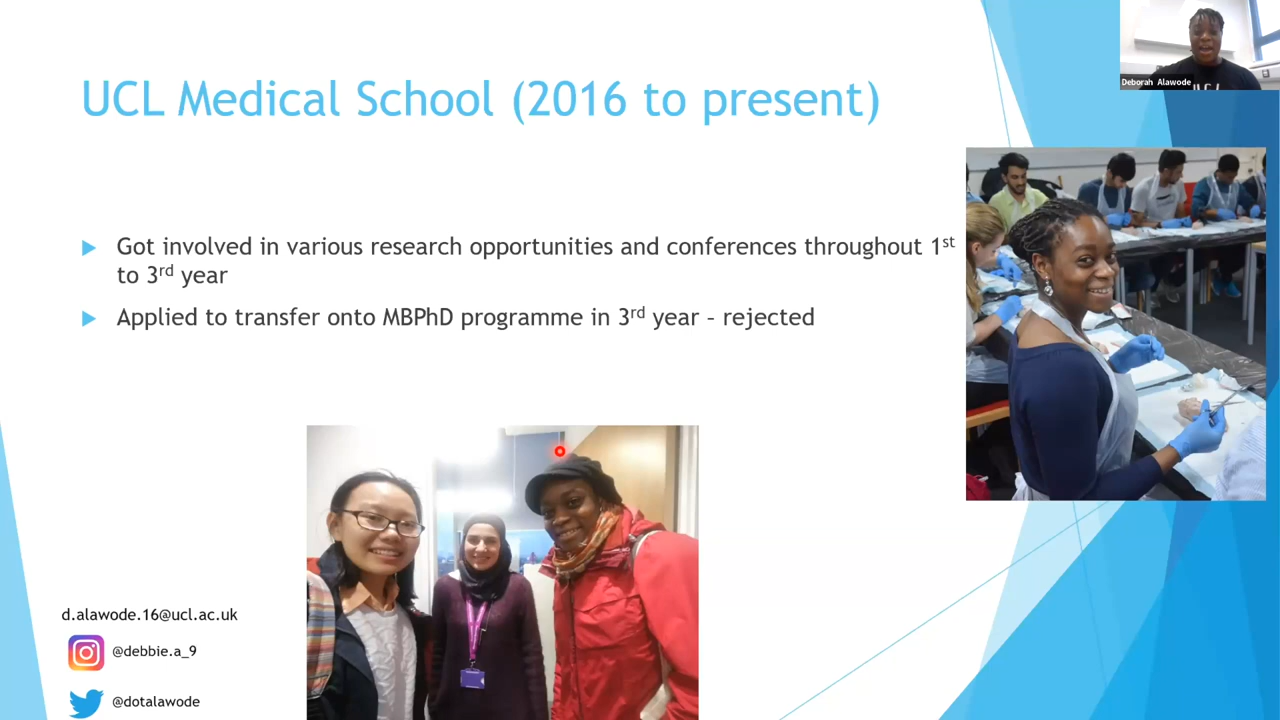 Deborah Alawode
UCL Medical School (2016 to present)
Got involved in various research opportunities and conferences throughout 1st
to 3rd year
Applied to transfer onto MBPhD programme in 3rd year – rejected
d.alawode.16@ucl.ac.uk
@debbie.a_9
@dotalawode